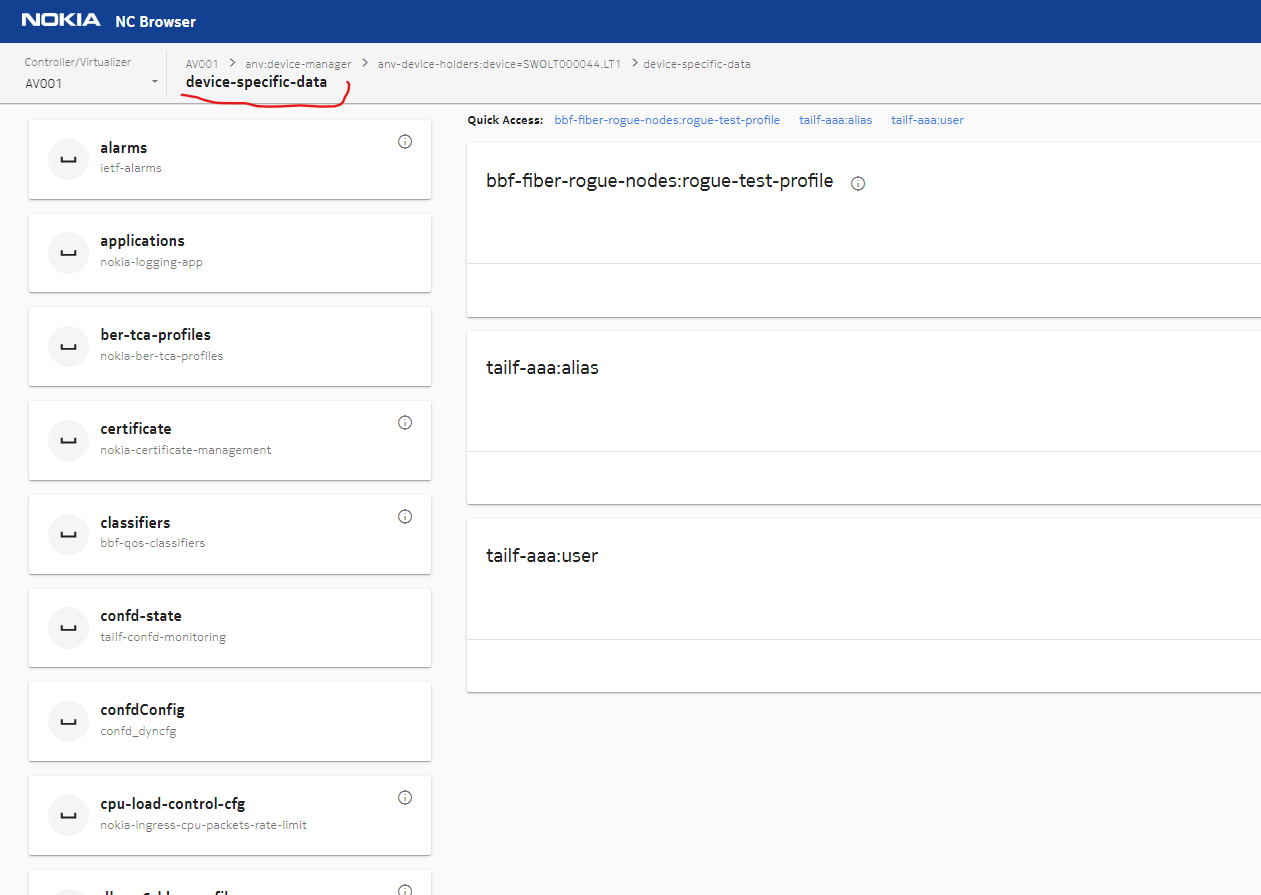 NOKIA NC Browser
Controller/Virtualizer
AV001
AV001 > anv:device-manager > anv-device-holders:device=SWOLT000044.LT1 > device-specific-data
device-specific-data
alarms
ietf-alarms
applications
nokia-logging-app
ber-tca-profiles
nokia-ber-tca-profiles
certificate
nokia-certificate-management
classifiers
bbf-qos-classifiers
confd-state
tailf-confd-monitoring
confdConfig
confd_dyncfg
cpu-load-control-cfg
nokia-ingress-cpu-packets-rate-limit
Quick Access: bbf-fiber-rogue-nodes:rogue-test-profile tailf-aaa:alias tailf-aaa:user
bbf-fiber-rogue-nodes:rogue-test-profile
tailf-aaa:alias
tailf-aaa:user